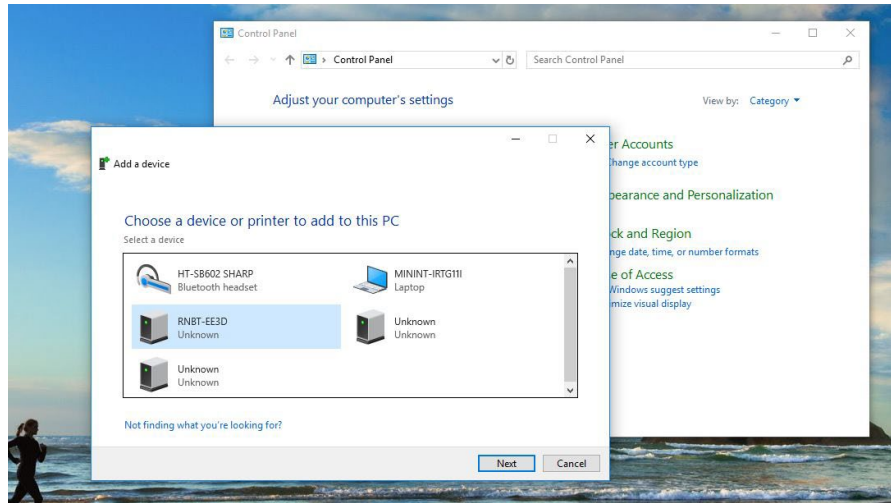 Control Panel
Control Panel
Search Control Panel
Adjust your computer's settings
View by: Category
er Accounts
Change account type
pearance and Personalization
ck and Region
nge date, time, or number formats
e of Access
Windows suggest settings
mize visual display
Add a device
Choose a device or printer to add to this PC
Select a device
HT-SB602 SHARP
Bluetooth headset
MININT-IRTG11I
Laptop
RNBT-EE3D
Unknown
Unknown
Unknown
Unknown
Unknown
Not finding what you're looking for?
Next
Cancel